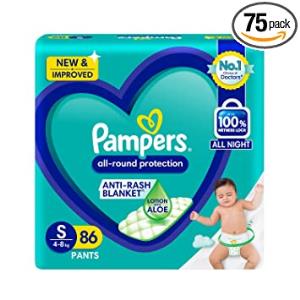 75 pack
NEW &
IMPROVED
No.1
Choice of
Doctors*
Pampers
all-round protection
100%
WETNESS LOCK
ALL NIGHT
ANTI-RASH
BLANKET
LOTION
with
ALOE
S
4-8kg
86
PANTS